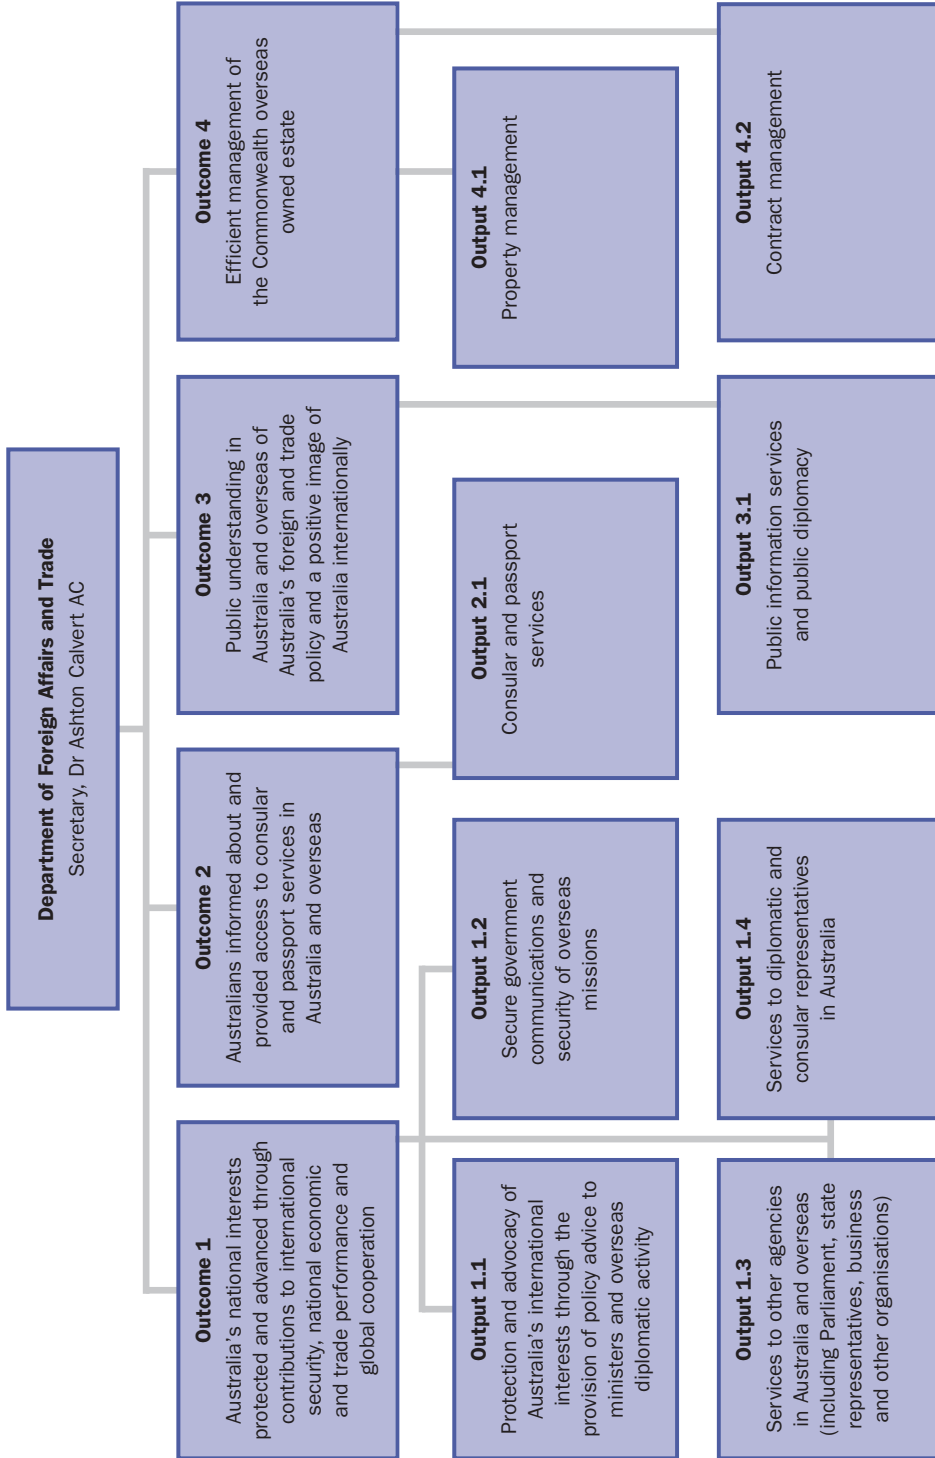 Department of Foreign Affairs and Trade
Secretary, Dr Ashton Calvert AC
Outcome 1
Australia's national interests
protected and advanced through
contributions to international
security, national economic
and trade performance and
global cooperation
Outcome 2
Australians informed about and
provided access to consular
and passport services in
Australia and overseas
Outcome 3
Public understanding in
Australia and overseas of
Australia's foreign and trade
policy and a positive image of
Australia internationally
Outcome 4
Efficient management of
the Commonwealth overseas
owned estate
Output 1.1
Protection and advocacy of
Australia's international
interests through the
provision of policy advice to
ministers and overseas
diplomatic activity
Output 1.2
Secure government
communications and
security of overseas
missions
Output 2.1
Consular and passport
services
Output 4.1
Property management
Output 1.3
Services to other agencies
in Australia and overseas
(including Parliament, state
representatives, business
and other organisations)
Output 1.4
Services to diplomatic and
consular representatives
in Australia
Output 3.1
Public information services
and public diplomacy
Output 4.2
Contract management